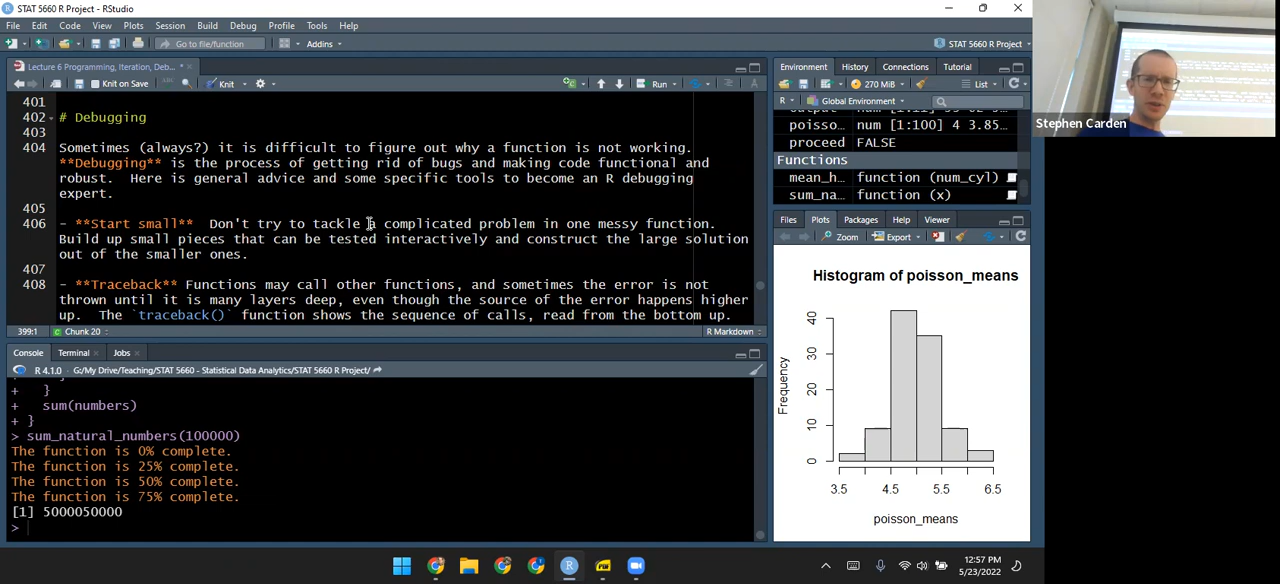 STAT 5660 R Project - RStudio
File Edit Code View Plots Session Build Debug Profile Tools Help
Go to file/function Addins
STAT 5660 R Project
Lecture 6 Programming, Iteration, Deb... *
Knit on Save Knit Run
401
402 # Debugging
403
404 Sometimes (always?) it is difficult to figure out why a function is not working.
**Debugging** is the process of getting rid of bugs and making code functional and
robust. Here is general advice and some specific tools to become an R debugging
expert.
405
406 - **Start small** Don't try to tackle a complicated problem in one messy function.
Build up small pieces that can be tested interactively and construct the large solution
out of the smaller ones.
407
408 - **Traceback** Functions may call other functions, and sometimes the error is not
thrown until it is many layers deep, even though the source of the error happens higher
up. The `traceback()` function shows the sequence of calls, read from the bottom up.
399:1 Chunk 20 R Markdown
Console Terminal Jobs
R 4.1.0 · G:/My Drive/Teaching/STAT 5660 - Statistical Data Analytics/STAT 5660 R Project/
+ }
+ sum(numbers)
+ }
> sum_natural_numbers(100000)
The function is 0% complete.
The function is 25% complete.
The function is 50% complete.
The function is 75% complete.
[1] 5000050000
>
Environment History Connections Tutorial
270 MiB List
R Global Environment
poisso... num [1:100] 4 3.85...
proceed FALSE
Functions
mean_h... function (num_cyl)
sum_na... function (x)
Files Plots Packages Help Viewer
Zoom Export
Histogram of poisson_means
Frequency
40
30
20
10
0
3.5 4.5 5.5 6.5
poisson_means
Stephen Carden
12:57 PM
5/23/2022